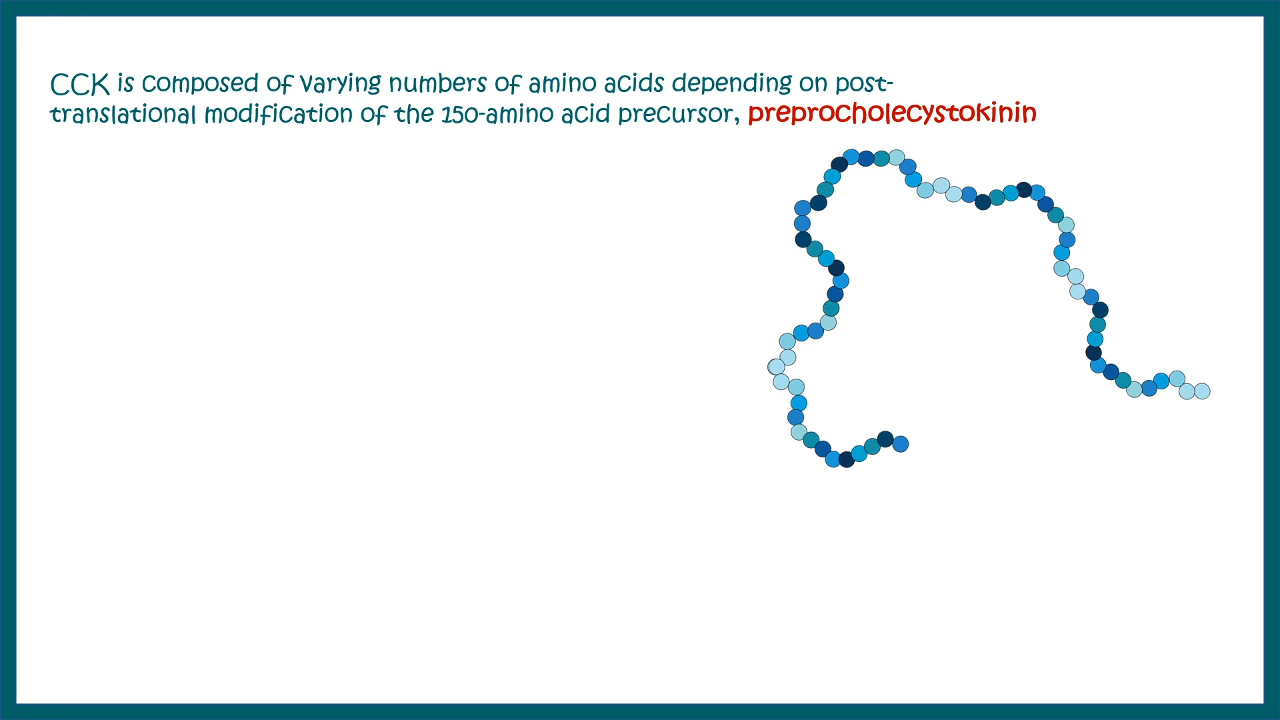 CCK is composed of varying numbers of amino acids depending on post-
translational modification of the 150-amino acid precursor, preprocholecystokinin